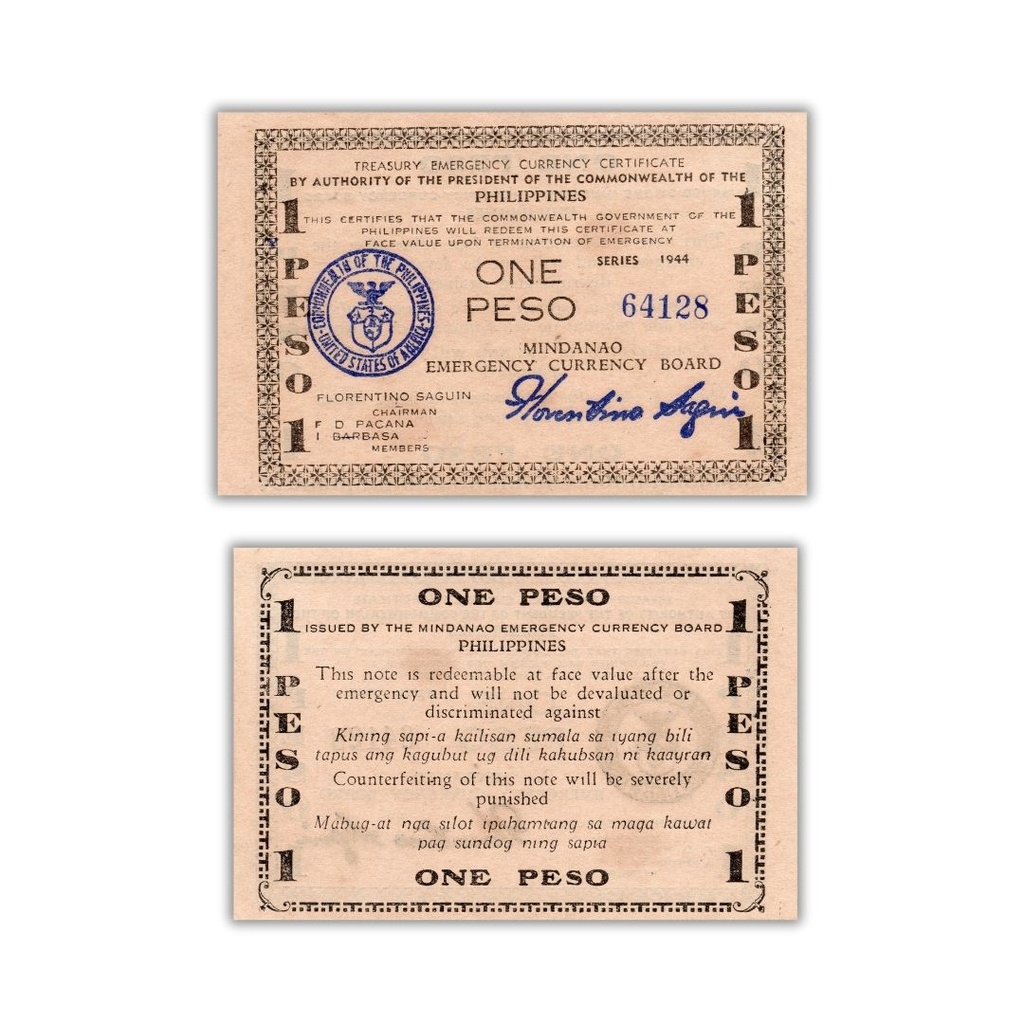 TREASURY EMERGENCY CURRENCY CERTIFICATE
BY AUTHORITY OF THE PRESIDENT OF THE COMMONWEALTH OF THE
PHILIPPINES
THIS CERTIFIES THAT THE COMMONWEALTH GOVERNMENT OF THE
PHILIPPINES WILL REDEEM THIS CERTIFICATE AT
FACE VALUE UPON TERMINATION OF EMERGENCY
1 PESO 1
COMMONWEALTH OF THE PHILIPPINES
UNITED STATES OF AMERICA
ONE
PESO
SERIES 1944
64128
MINDANAO
EMERGENCY CURRENCY BOARD
FLORENTINO SAGUIN
CHAIRMAN
F D PACANA
I BARBASA
MEMBERS
Florentino Saguin
1 PESO 1
ONE PESO
ISSUED BY THE MINDANAO EMERGENCY CURRENCY BOARD
PHILIPPINES
1 PESO 1
This note is redeemable at face value after the
emergency and will not be devaluated or
discriminated against
Kining sapi-a kailisan sumala sa iyang bili
tapus ang kagubut ug dili kakubsan ni kaayran
Counterfeiting of this note will be severely
punished
Mabug-at nga silot ipahamtang sa maga kawat
pag sundog ning sapia
1 PESO 1
ONE PESO